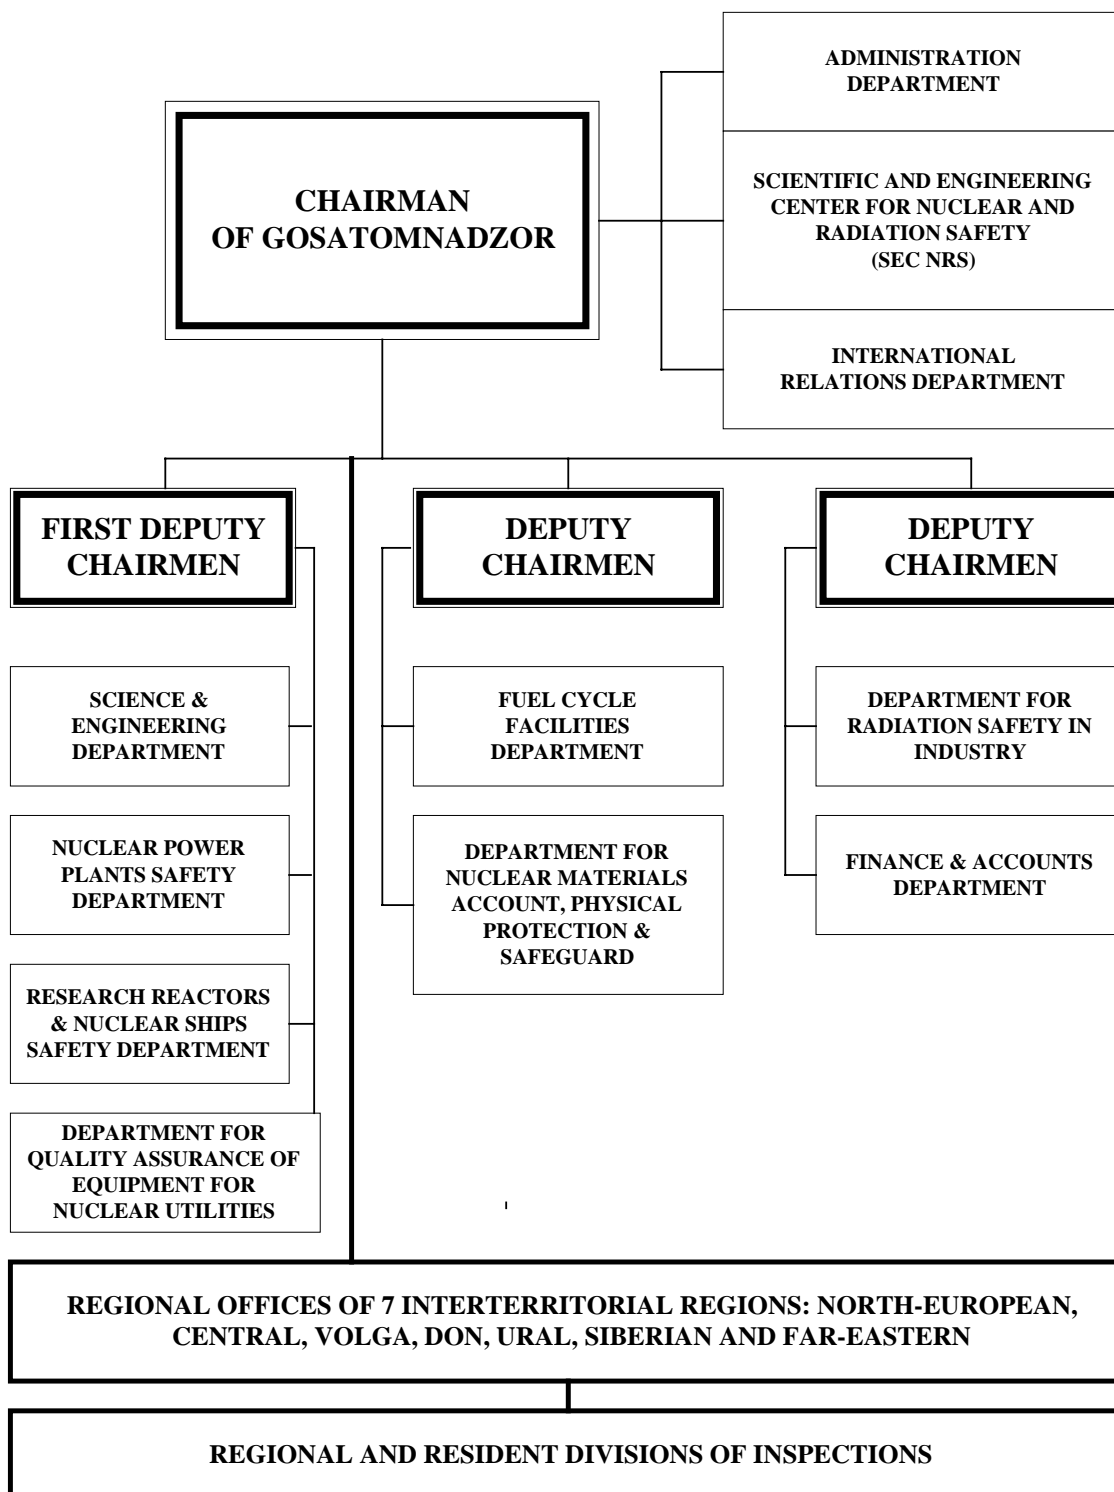 ADMINISTRATION
DEPARTMENT
CHAIRMAN
OF GOSATOMNADZOR
SCIENTIFIC AND ENGINEERING
CENTER FOR NUCLEAR AND
RADIATION SAFETY
(SEC NRS)
INTERNATIONAL
RELATIONS DEPARTMENT
FIRST DEPUTY
CHAIRMEN
DEPUTY
CHAIRMEN
DEPUTY
CHAIRMEN
SCIENCE &
ENGINEERING
DEPARTMENT
NUCLEAR POWER
PLANTS SAFETY
DEPARTMENT
RESEARCH REACTORS
& NUCLEAR SHIPS
SAFETY DEPARTMENT
DEPARTMENT FOR
QUALITY ASSURANCE OF
EQUIPMENT FOR
NUCLEAR UTILITIES
FUEL CYCLE
FACILITIES
DEPARTMENT
DEPARTMENT FOR
NUCLEAR MATERIALS
ACCOUNT, PHYSICAL
PROTECTION &
SAFEGUARD
DEPARTMENT FOR
RADIATION SAFETY IN
INDUSTRY
FINANCE & ACCOUNTS
DEPARTMENT
REGIONAL OFFICES OF 7 INTERTERRITORIAL REGIONS: NORTH-EUROPEAN,
CENTRAL, VOLGA, DON, URAL, SIBERIAN AND FAR-EASTERN
REGIONAL AND RESIDENT DIVISIONS OF INSPECTIONS